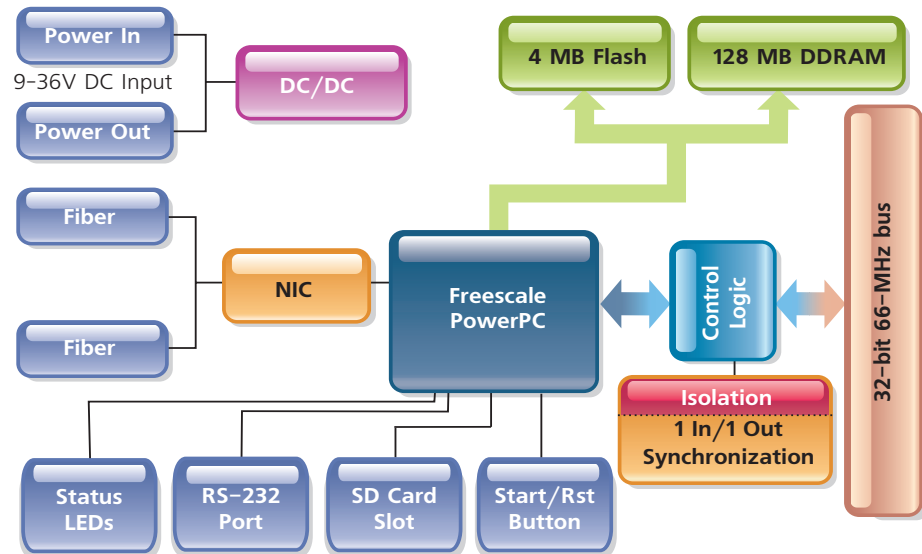 Power In
9-36V DC Input
Power Out
DC/DC
4 MB Flash
128 MB DDRAM
Fiber
Fiber
NIC
Freescale
PowerPC
Control
Logic
32-bit 66-MHz bus
Isolation
1 In/1 Out
Synchronization
Status
LEDs
RS-232
Port
SD Card
Slot
Start/Rst
Button